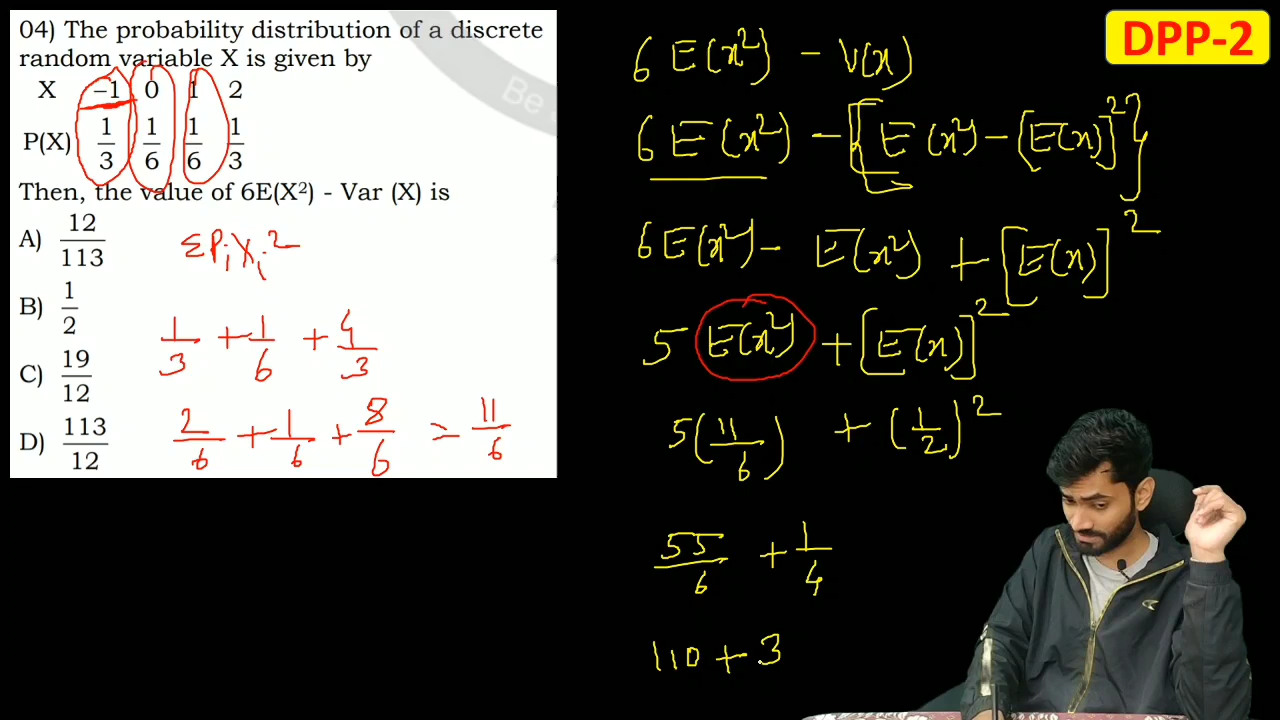 04) The probability distribution of a discrete
random variable X is given by
X −1 0 1 2
P(X) 1/3 1/6 1/6 1/3
Then, the value of 6E(X²) - Var (X) is
A) 12/113
B) 1/2
C) 19/12
D) 113/12
ΣPᵢXᵢ²
1/3 + 1/6 + 4/3
2/6 + 1/6 + 8/6 = 11/6
Be
DPP-2
6 E(x²) − V(x)
6 E(x²) − {E(x²) − [E(x)]²}
6E(x²) − E(x²) + [E(x)]²
5 E(x²) + [E(x)]²
5(11/6) + (1/2)²
55/6 + 1/4
110 + 3